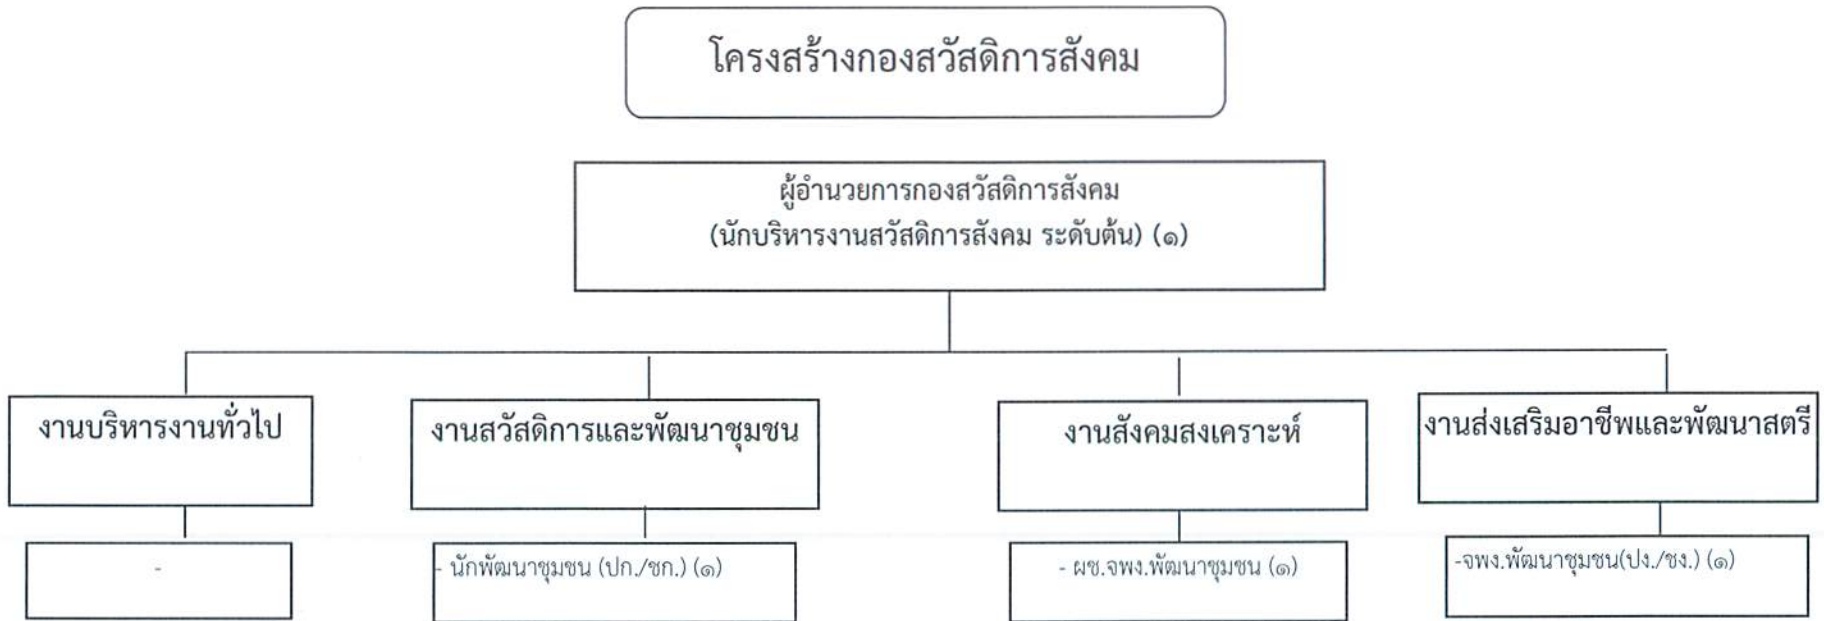 โครงสร้างกองสวัสดิการสังคม
ผู้อำนวยการกองสวัสดิการสังคม
(นักบริหารงานสวัสดิการสังคม ระดับต้น) (๑)
งานบริหารงานทั่วไป
งานสวัสดิการและพัฒนาชุมชน
งานสังคมสงเคราะห์
งานส่งเสริมอาชีพและพัฒนาสตรี
-
- นักพัฒนาชุมชน (ปก./ชก.) (๑)
- ผช.จพง.พัฒนาชุมชน (๑)
-จพง.พัฒนาชุมชน(ปง./ชง.) (๑)